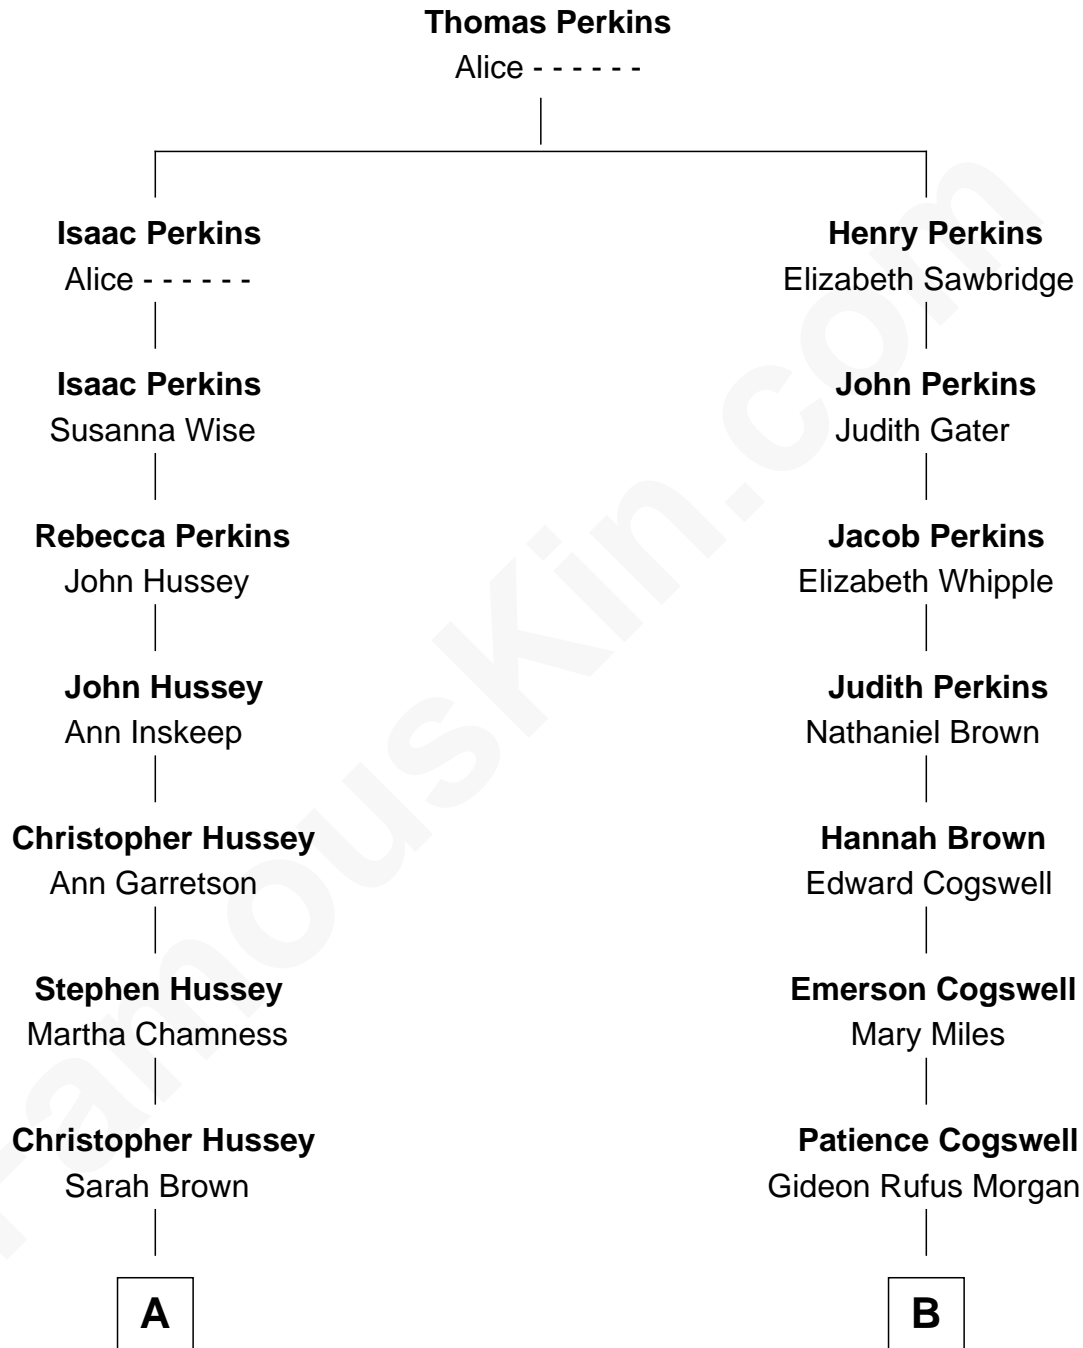 Thomas Perkins
Alice - - - - - -
Isaac Perkins
Alice - - - - - -
Henry Perkins
Elizabeth Sawbridge
Isaac Perkins
Susanna Wise
John Perkins
Judith Gater
Rebecca Perkins
John Hussey
Jacob Perkins
Elizabeth Whipple
John Hussey
Ann Inskeep
Judith Perkins
Nathaniel Brown
Christopher Hussey
Ann Garretson
Hannah Brown
Edward Cogswell
Stephen Hussey
Martha Chamness
Emerson Cogswell
Mary Miles
Christopher Hussey
Sarah Brown
Patience Cogswell
Gideon Rufus Morgan
A
B
FamousKin.com